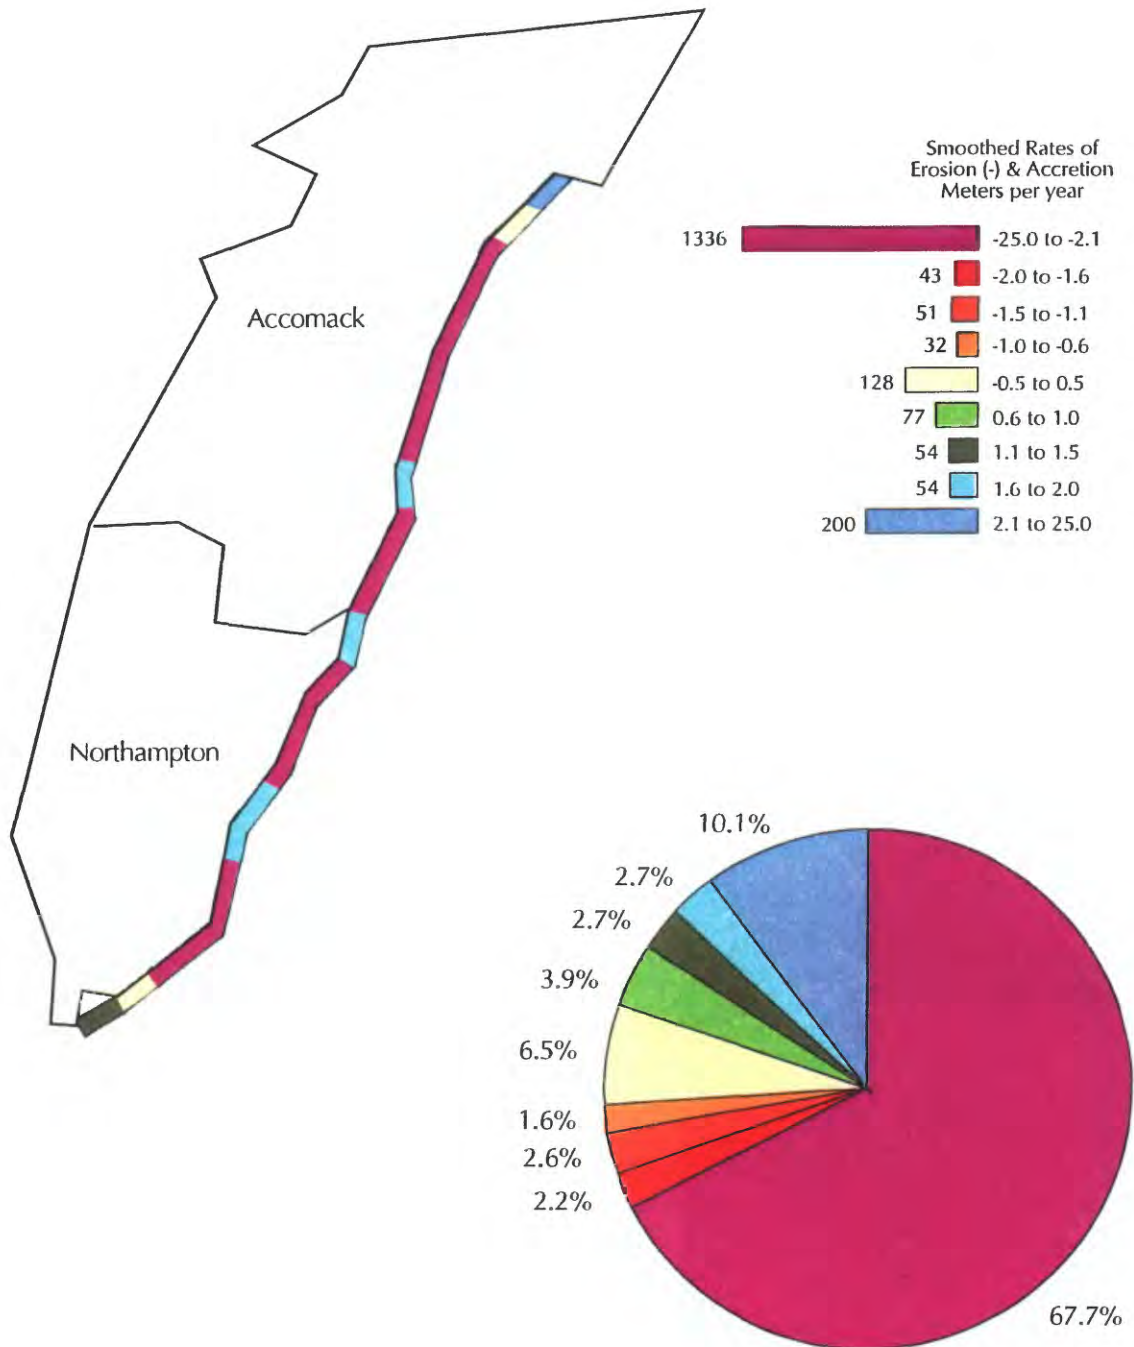 Smoothed Rates of
Erosion (-) & Accretion
Meters per year
1336 -25.0 to -2.1
43 -2.0 to -1.6
51 -1.5 to -1.1
32 -1.0 to -0.6
128 -0.5 to 0.5
77 0.6 to 1.0
54 1.1 to 1.5
54 1.6 to 2.0
200 2.1 to 25.0
Accomack
Northampton
10.1%
2.7%
2.7%
3.9%
6.5%
1.6%
2.6%
2.2%
67.7%